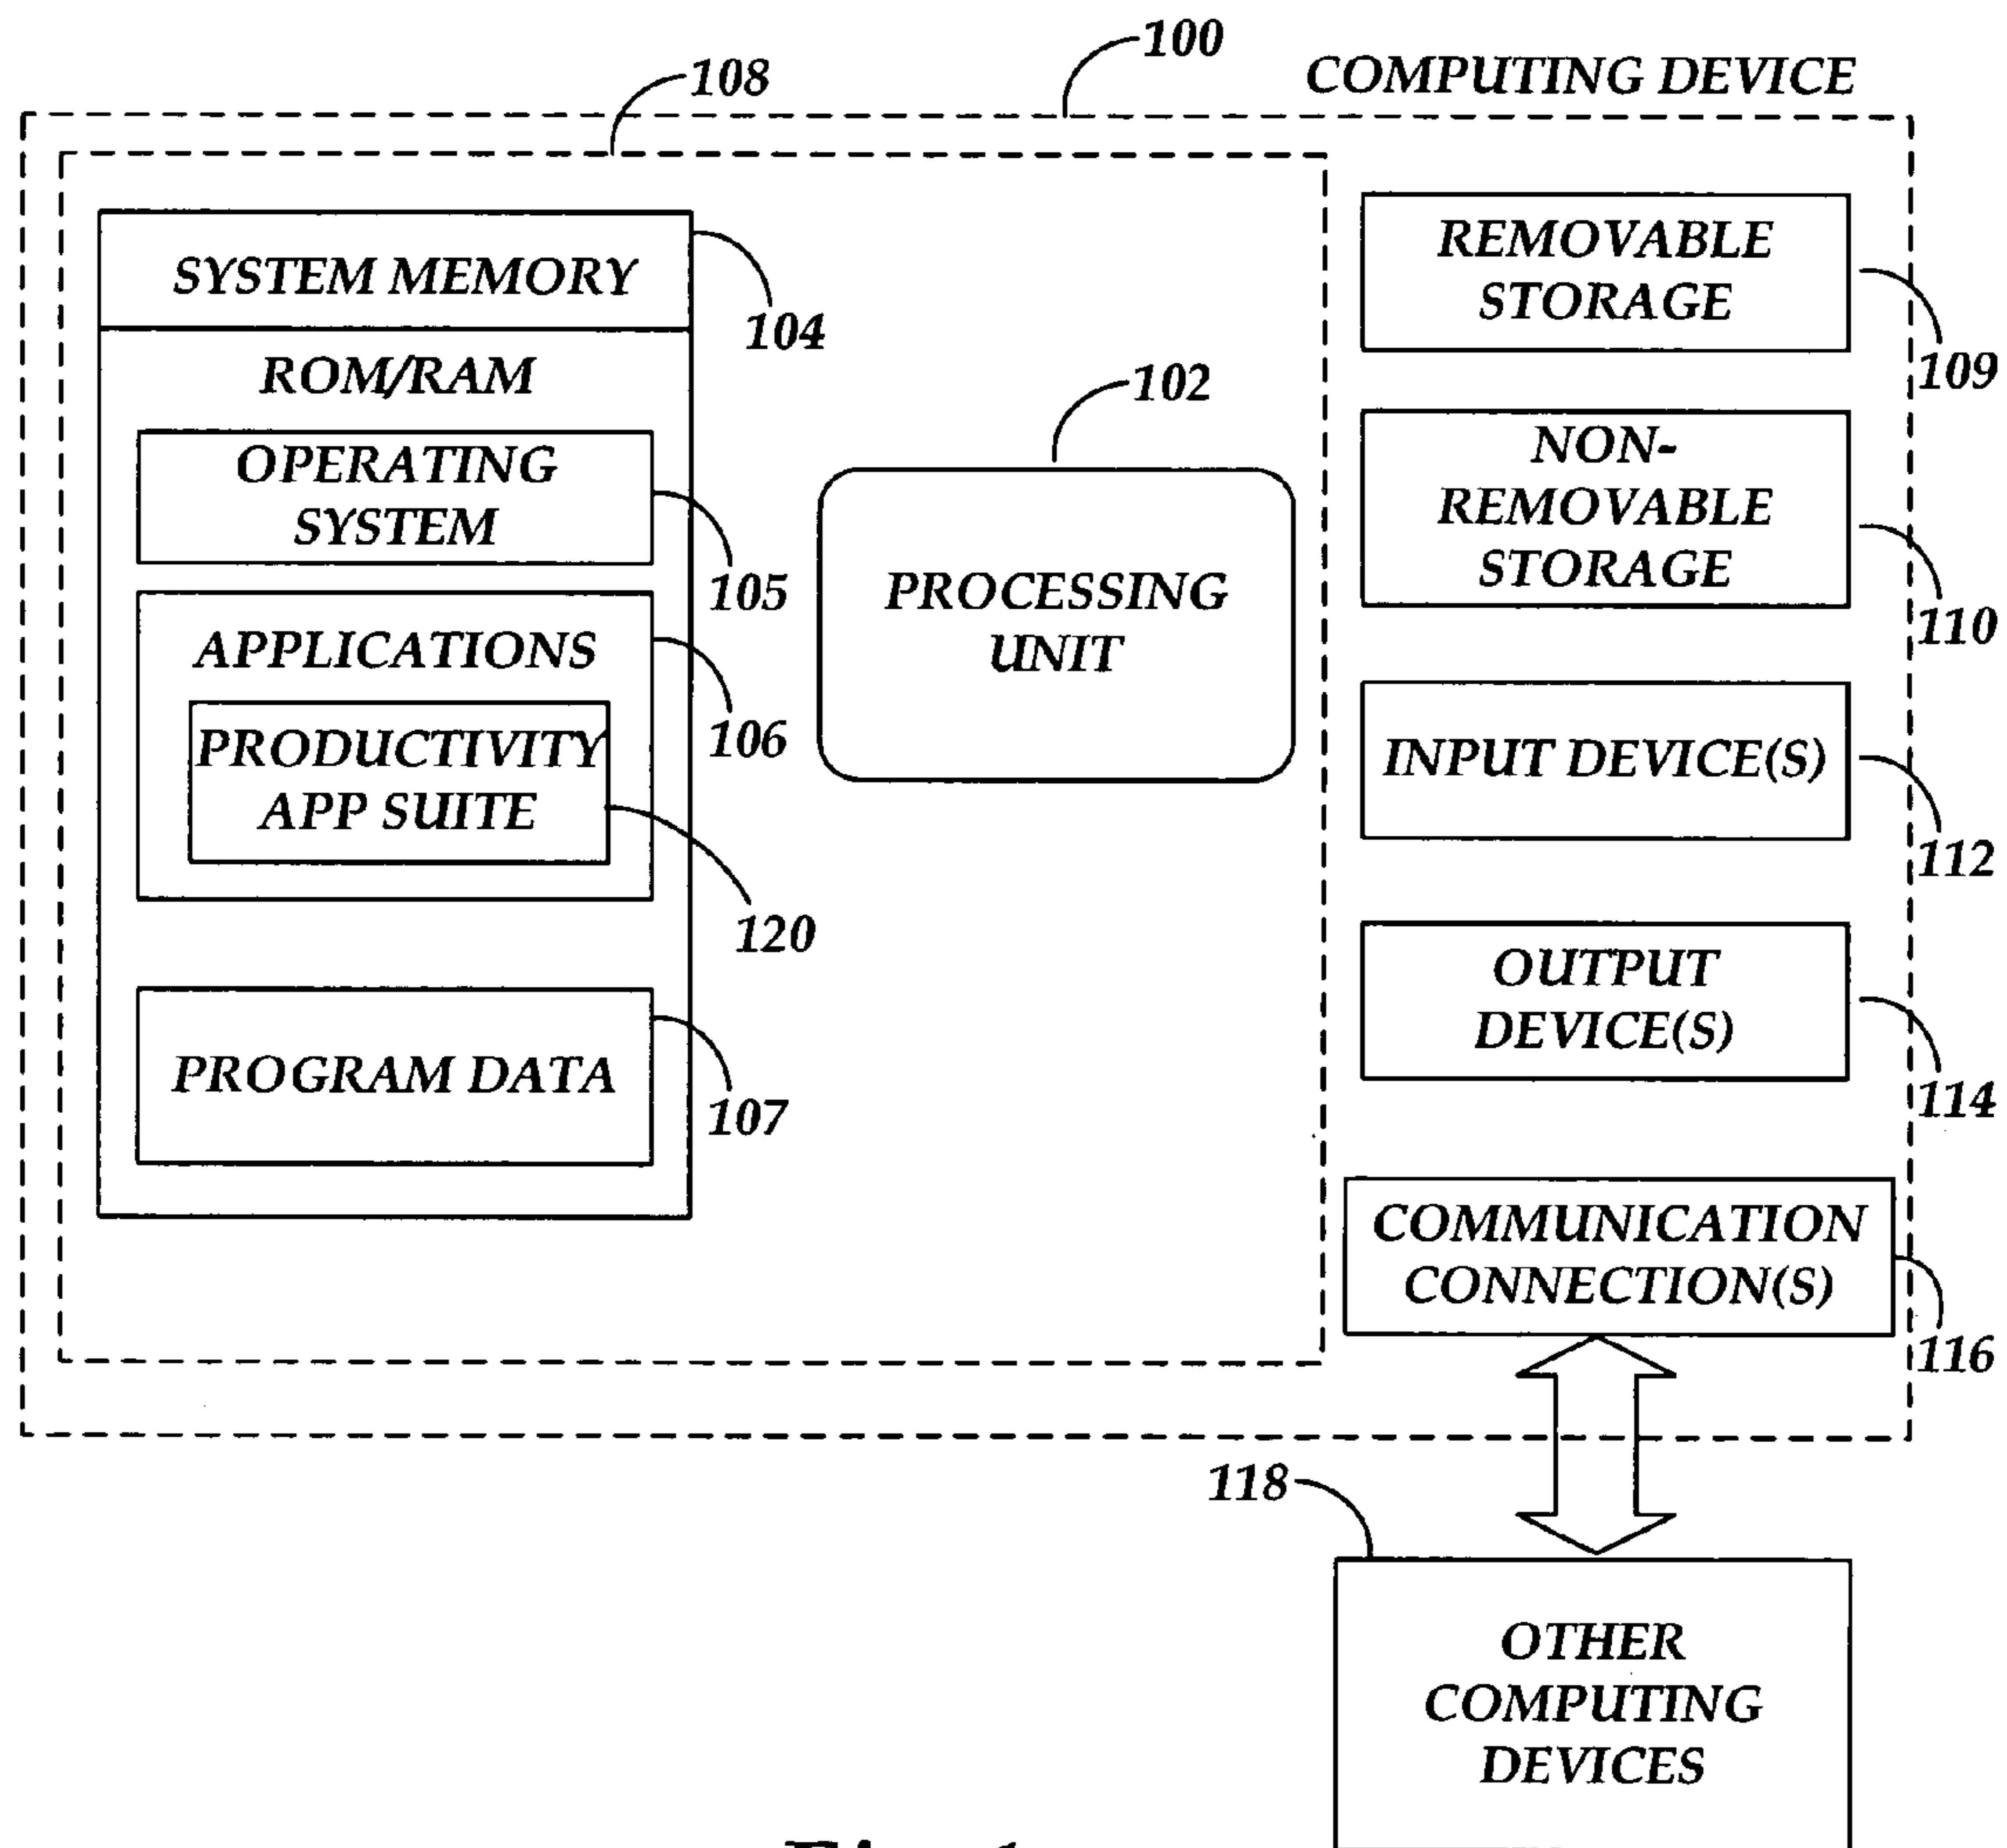 100
COMPUTING DEVICE
108
SYSTEM MEMORY
104
ROM/RAM
OPERATING
SYSTEM
105
APPLICATIONS
106
PRODUCTIVITY
APP SUITE
120
PROGRAM DATA
107
102
PROCESSING
UNIT
REMOVABLE
STORAGE
109
NON-
REMOVABLE
STORAGE
110
INPUT DEVICE(S)
112
OUTPUT
DEVICE(S)
114
COMMUNICATION
CONNECTION(S)
116
118
OTHER
COMPUTING
DEVICES